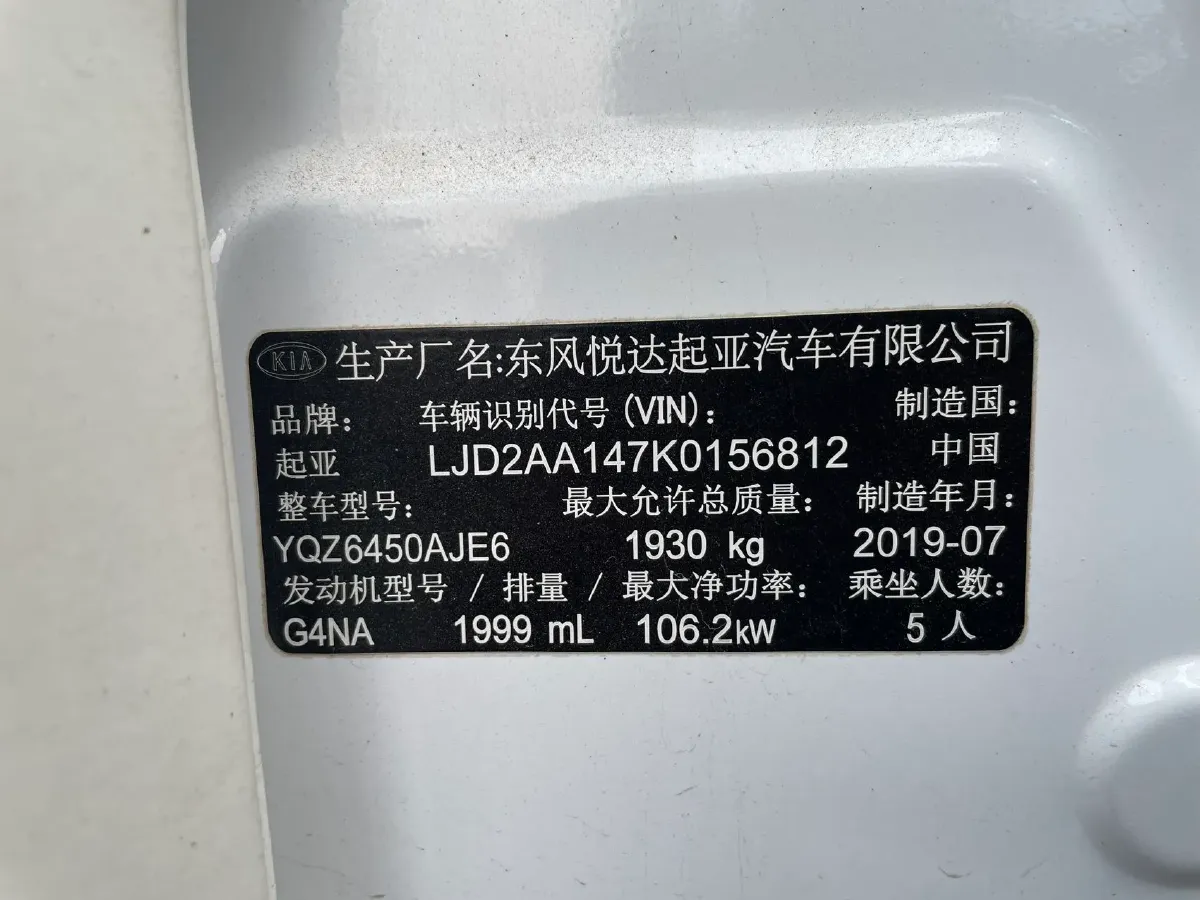 KIA 生产厂名:东风悦达起亚汽车有限公司
品牌: 车辆识别代号(VIN): 制造国:
起亚 LJD2AA147K0156812 中国
整车型号: 最大允许总质量: 制造年月:
YQZ6450AJE6 1930 kg 2019-07
发动机型号 / 排量 / 最大净功率: 乘坐人数:
G4NA 1999 mL 106.2kW 5 人